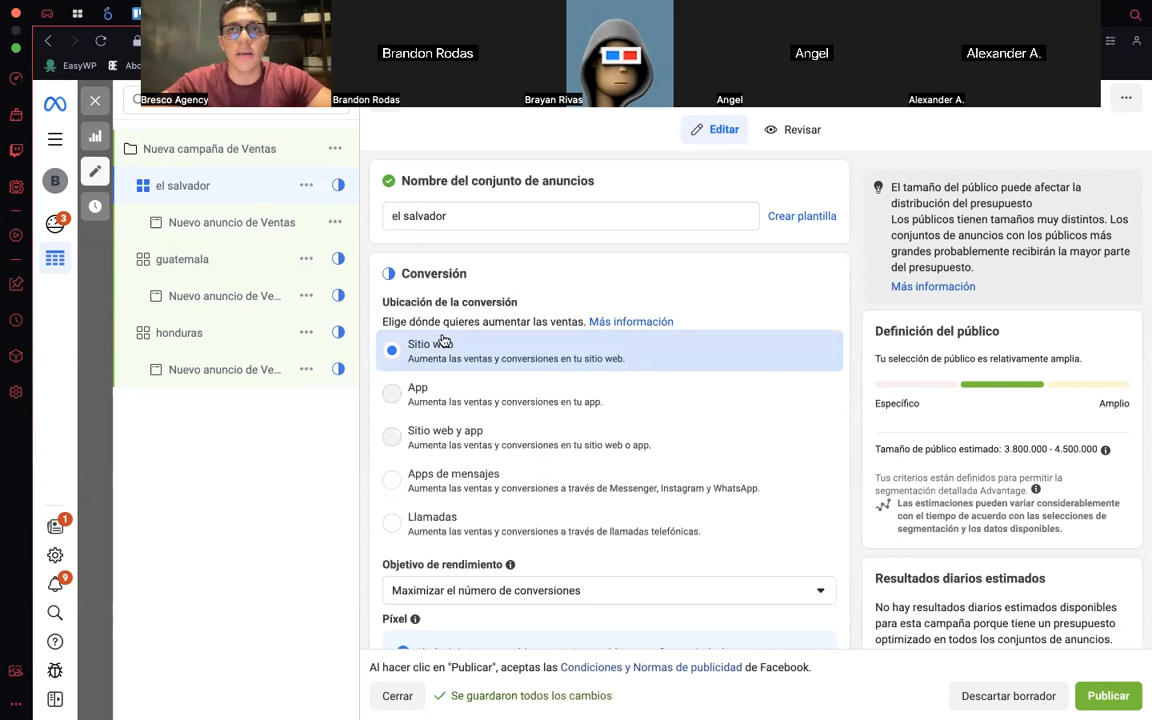 Brandon Rodas
Angel
Alexander A.
Bresco Agency
Brandon Rodas
Brayan Rivas
Angel
Alexander A.
EasyWP
Abo
B
3
1
9
Nueva campaña de Ventas
el salvador
Nuevo anuncio de Ventas
guatemala
Nuevo anuncio de Ve...
honduras
Nuevo anuncio de Ve...
Editar
Revisar
Nombre del conjunto de anuncios
el salvador
Crear plantilla
Conversión
Ubicación de la conversión
Elige dónde quieres aumentar las ventas. Más información
Sitio web
Aumenta las ventas y conversiones en tu sitio web.
App
Aumenta las ventas y conversiones en tu app.
Sitio web y app
Aumenta las ventas y conversiones en tu sitio web o app.
Apps de mensajes
Aumenta las ventas y conversiones a través de Messenger, Instagram y WhatsApp.
Llamadas
Aumenta las ventas y conversiones a través de llamadas telefónicas.
Objetivo de rendimiento
Maximizar el número de conversiones
Píxel
El tamaño del público puede afectar la
distribución del presupuesto
Los públicos tienen tamaños muy distintos. Los
conjuntos de anuncios con los públicos más
grandes probablemente recibirán la mayor parte
del presupuesto.
Más información
Definición del público
Tu selección de público es relativamente amplia.
Específico
Amplio
Tamaño de público estimado: 3.800.000 - 4.500.000
Tus criterios están definidos para permitir la
segmentación detallada Advantage.
Las estimaciones pueden variar considerablemente
con el tiempo de acuerdo con las selecciones de
segmentación y los datos disponibles.
Resultados diarios estimados
No hay resultados diarios estimados disponibles
para esta campaña porque tiene un presupuesto
optimizado en todos los conjuntos de anuncios.
Al hacer clic en "Publicar", aceptas las Condiciones y Normas de publicidad de Facebook.
Cerrar
Se guardaron todos los cambios
Descartar borrador
Publicar